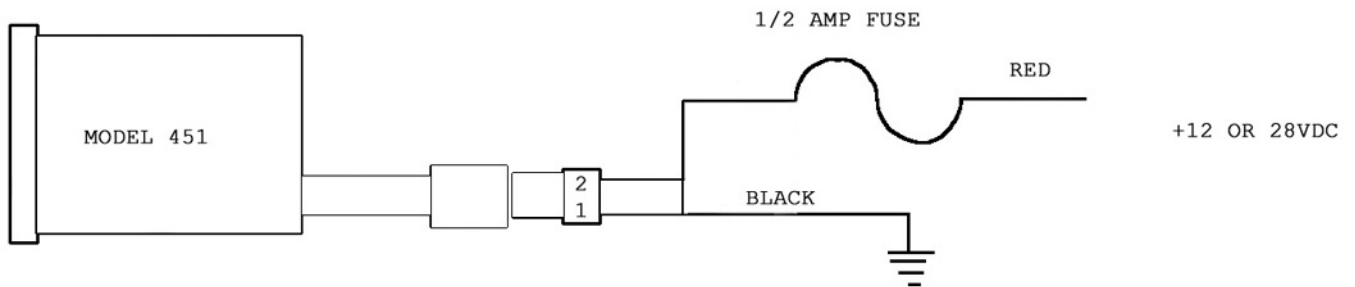 1/2 AMP FUSE
RED
+12 OR 28VDC
MODEL 451
2
1
BLACK